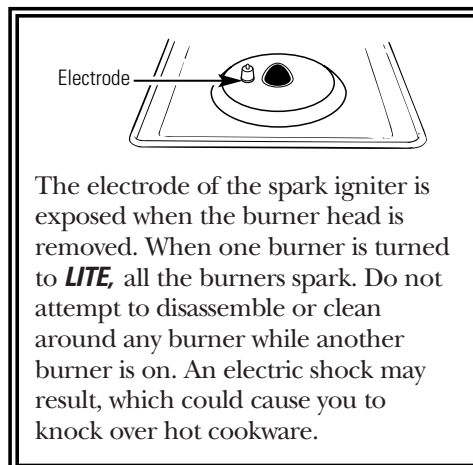 Electrode
The electrode of the spark igniter is
exposed when the burner head is
removed. When one burner is turned
to LITE, all the burners spark. Do not
attempt to disassemble or clean
around any burner while another
burner is on. An electric shock may
result, which could cause you to
knock over hot cookware.